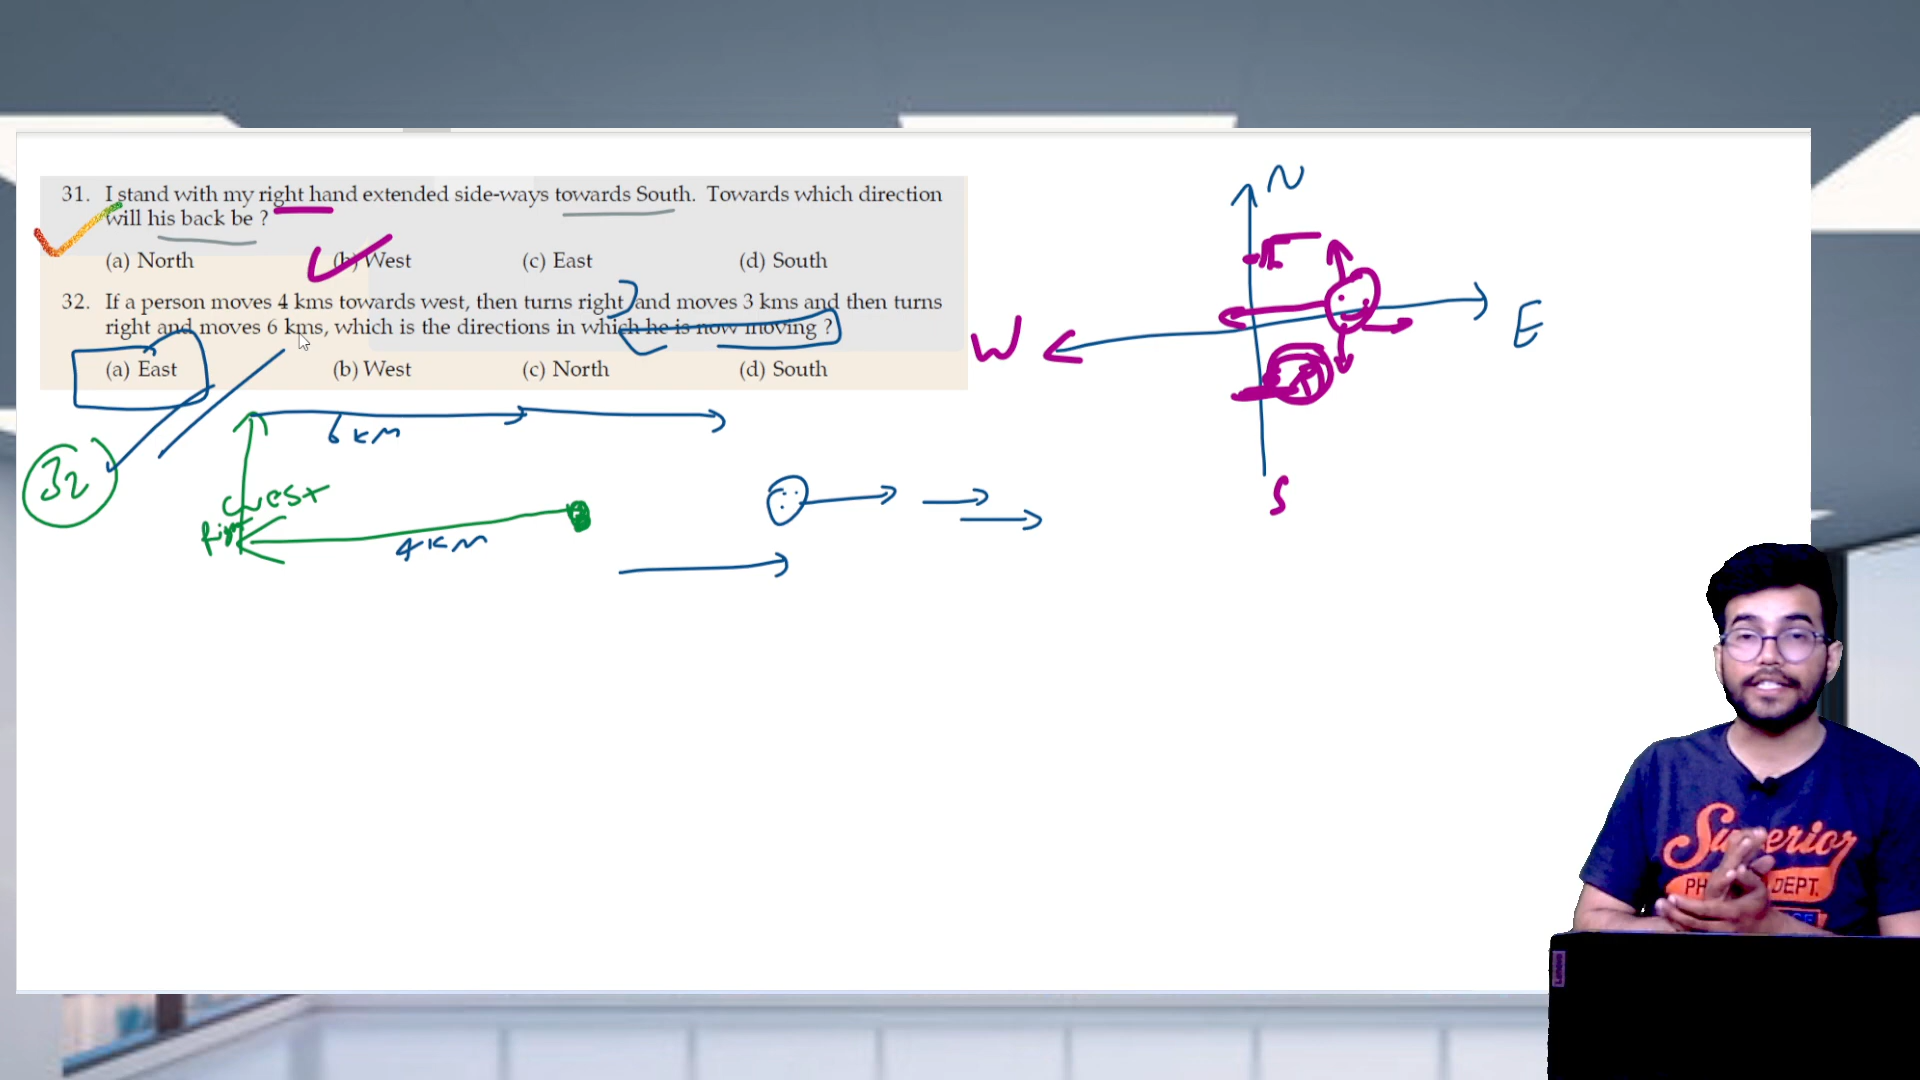 31. I stand with my right hand extended side-ways towards South. Towards which direction
will his back be ?
(a) North (b) West (c) East (d) South
32. If a person moves 4 kms towards west, then turns right and moves 3 kms and then turns
right and moves 6 kms, which is the directions in which he is now moving ?
(a) East (b) West (c) North (d) South
N
E
W
S
6 KM
32
West
4 KM
Superior
DEPT.